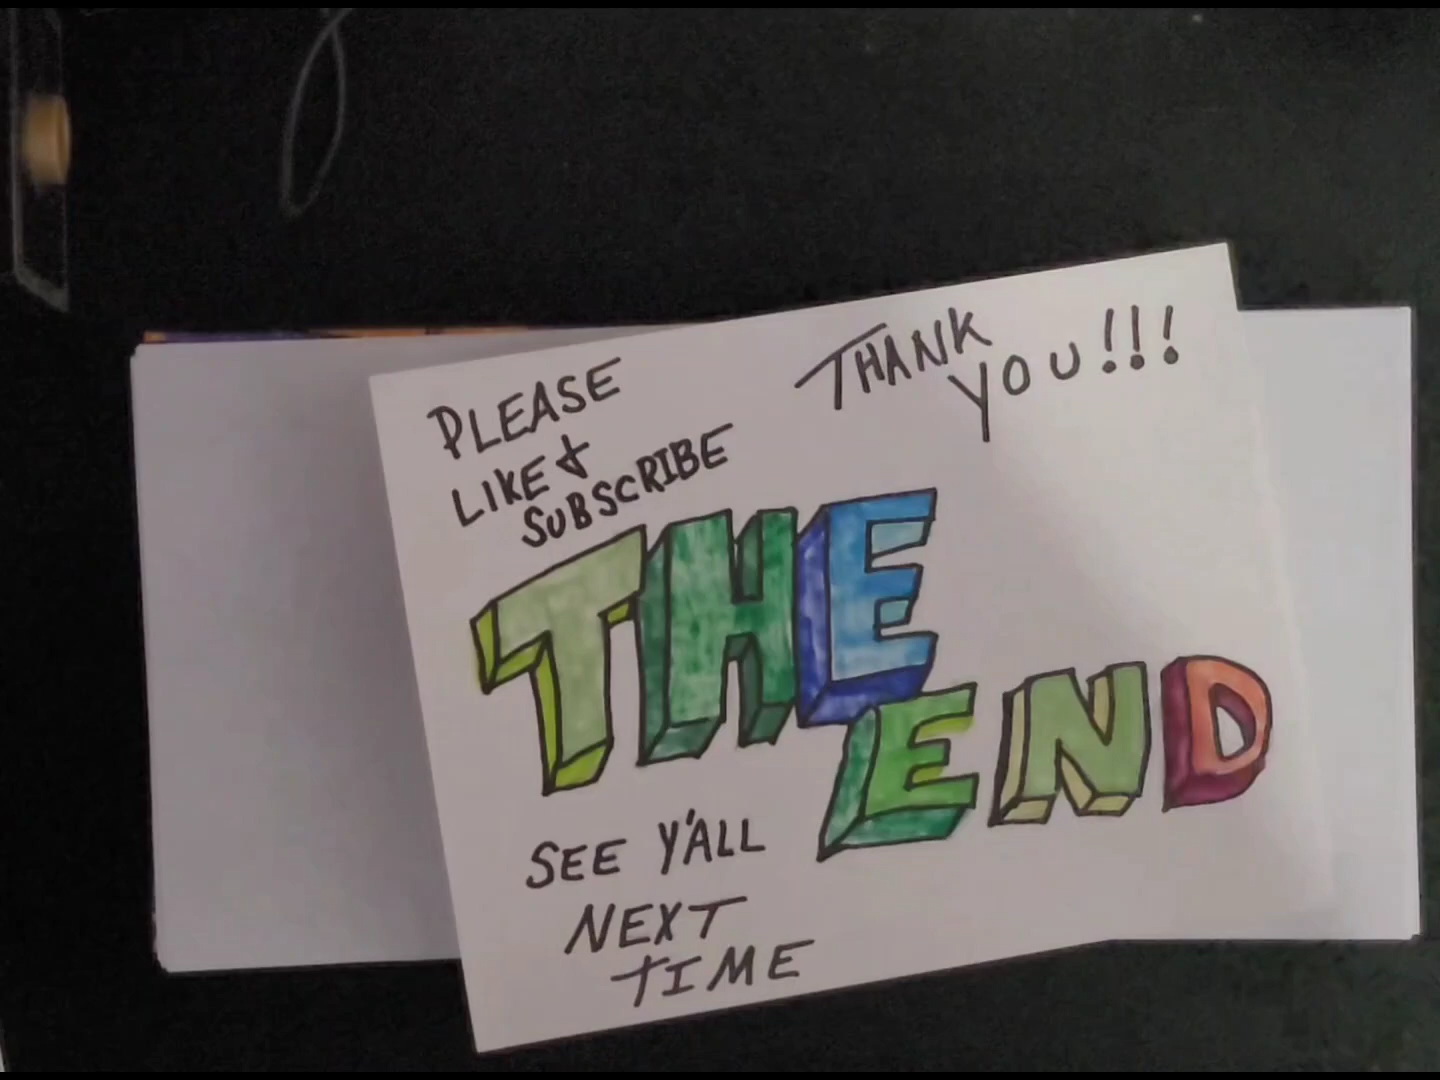 PLEASE
LIKE &
SUBSCRIBE
THANK
YOU!!!
THE
END
SEE Y'ALL
NEXT
TIME